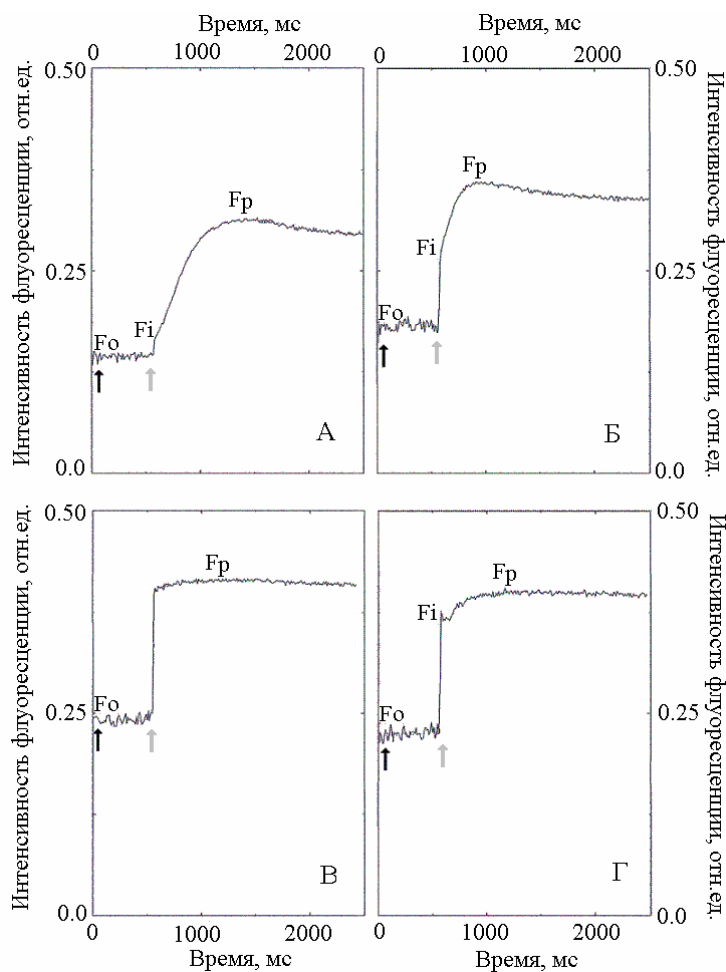 Время, мс
0 1000 2000
Время, мс
0 1000 2000
Интенсивность флуоресценции, отн.ед.
0.50
0.25
0.0
Fo
Fi
Fp
А
0.50
0.25
0.0
Fo
Fi
Fp
Б
Интенсивность флуоресценции, отн.ед.
Интенсивность флуоресценции, отн.ед.
0.50
0.25
0.0
Fo
Fp
В
0.50
0.25
0.0
Fo
Fi
Fp
Г
Интенсивность флуоресценции, отн.ед.
0 1000 2000
Время, мс
0 1000 2000
Время, мс